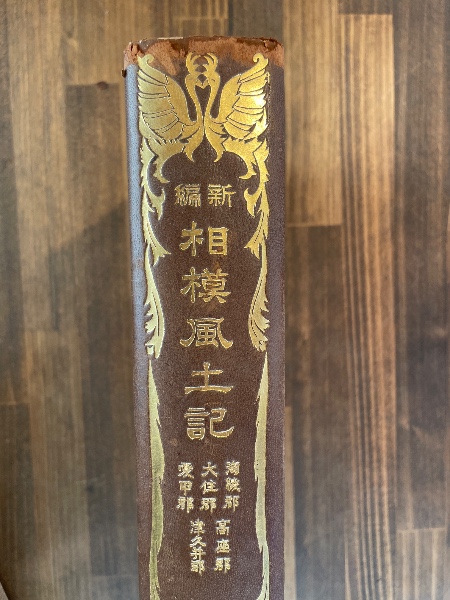 新編
相模風土記
淘綾郡
大住郡
愛甲郡
高座郡
津久井郡